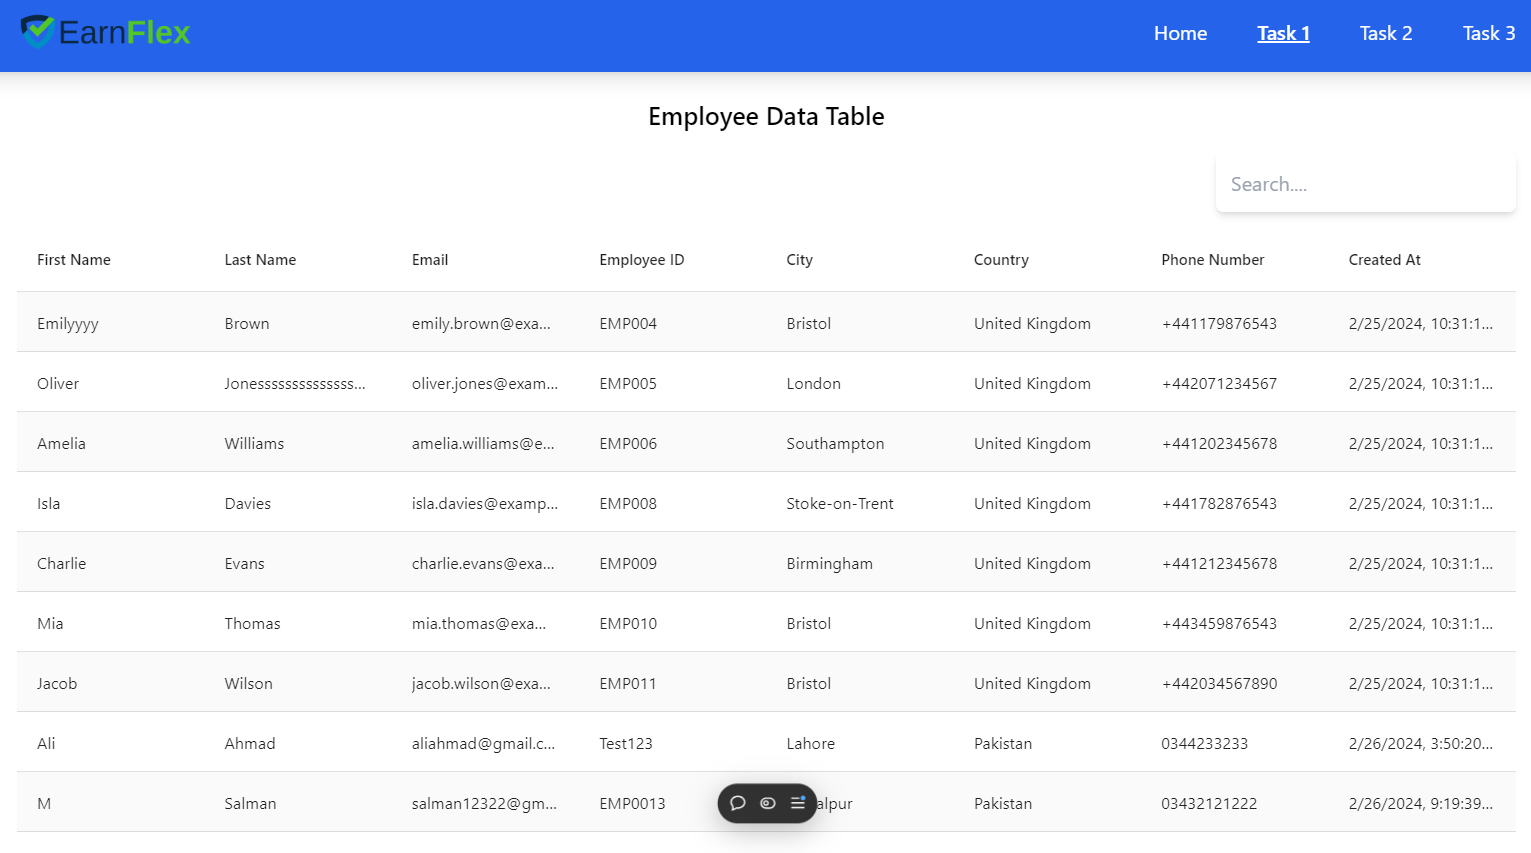 EarnFlex Home Task 1 Task 2 Task 3
Employee Data Table
Search....
First Name Last Name Email Employee ID City Country Phone Number Created At
Emilyyyy Brown emily.brown@exa... EMP004 Bristol United Kingdom +441179876543 2/25/2024, 10:31:1...
Oliver Jonesssssssssssssss... oliver.jones@exam... EMP005 London United Kingdom +442071234567 2/25/2024, 10:31:1...
Amelia Williams amelia.williams@e... EMP006 Southampton United Kingdom +441202345678 2/25/2024, 10:31:1...
Isla Davies isla.davies@examp... EMP008 Stoke-on-Trent United Kingdom +441782876543 2/25/2024, 10:31:1...
Charlie Evans charlie.evans@exa... EMP009 Birmingham United Kingdom +441212345678 2/25/2024, 10:31:1...
Mia Thomas mia.thomas@exa... EMP010 Bristol United Kingdom +443459876543 2/25/2024, 10:31:1...
Jacob Wilson jacob.wilson@exa... EMP011 Bristol United Kingdom +442034567890 2/25/2024, 10:31:1...
Ali Ahmad aliahmad@gmail.c... Test123 Lahore Pakistan 0344233233 2/26/2024, 3:50:20...
M Salman salman12322@gm... EMP0013 alpur Pakistan 03432121222 2/26/2024, 9:19:39...